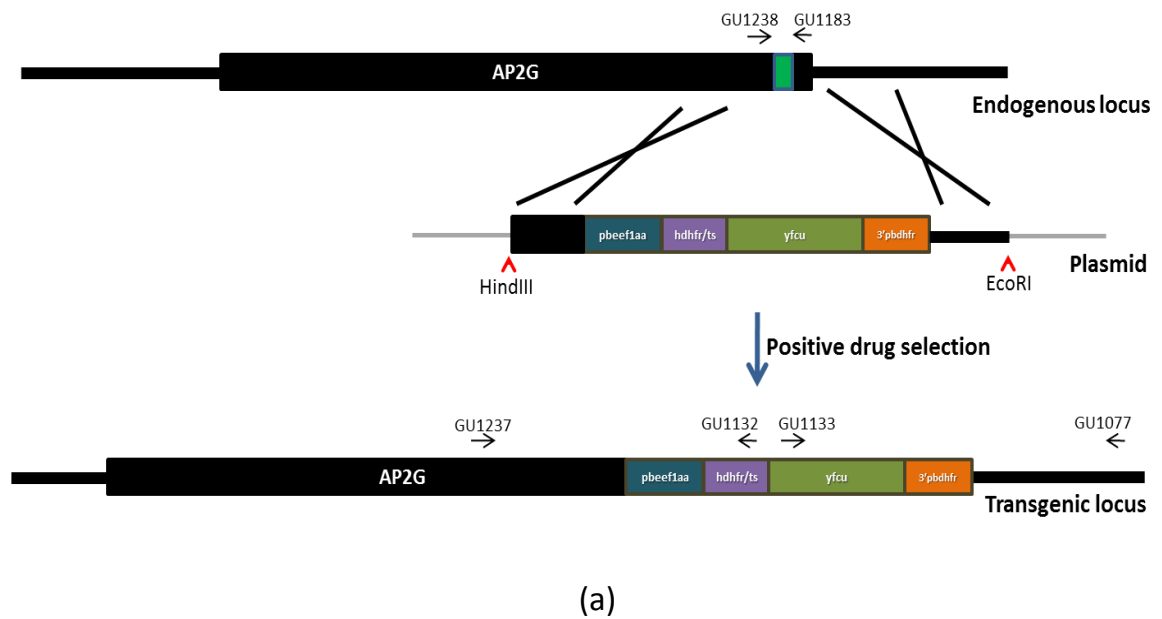 GU1238 GU1183
AP2G
Endogenous locus
pbeef1aa hdhfr/ts yfcu 3'pbdhfr
Plasmid
HindIII EcoRI
Positive drug selection
GU1237 GU1132 GU1133 GU1077
AP2G pbeef1aa hdhfr/ts yfcu 3'pbdhfr
Transgenic locus
(a)